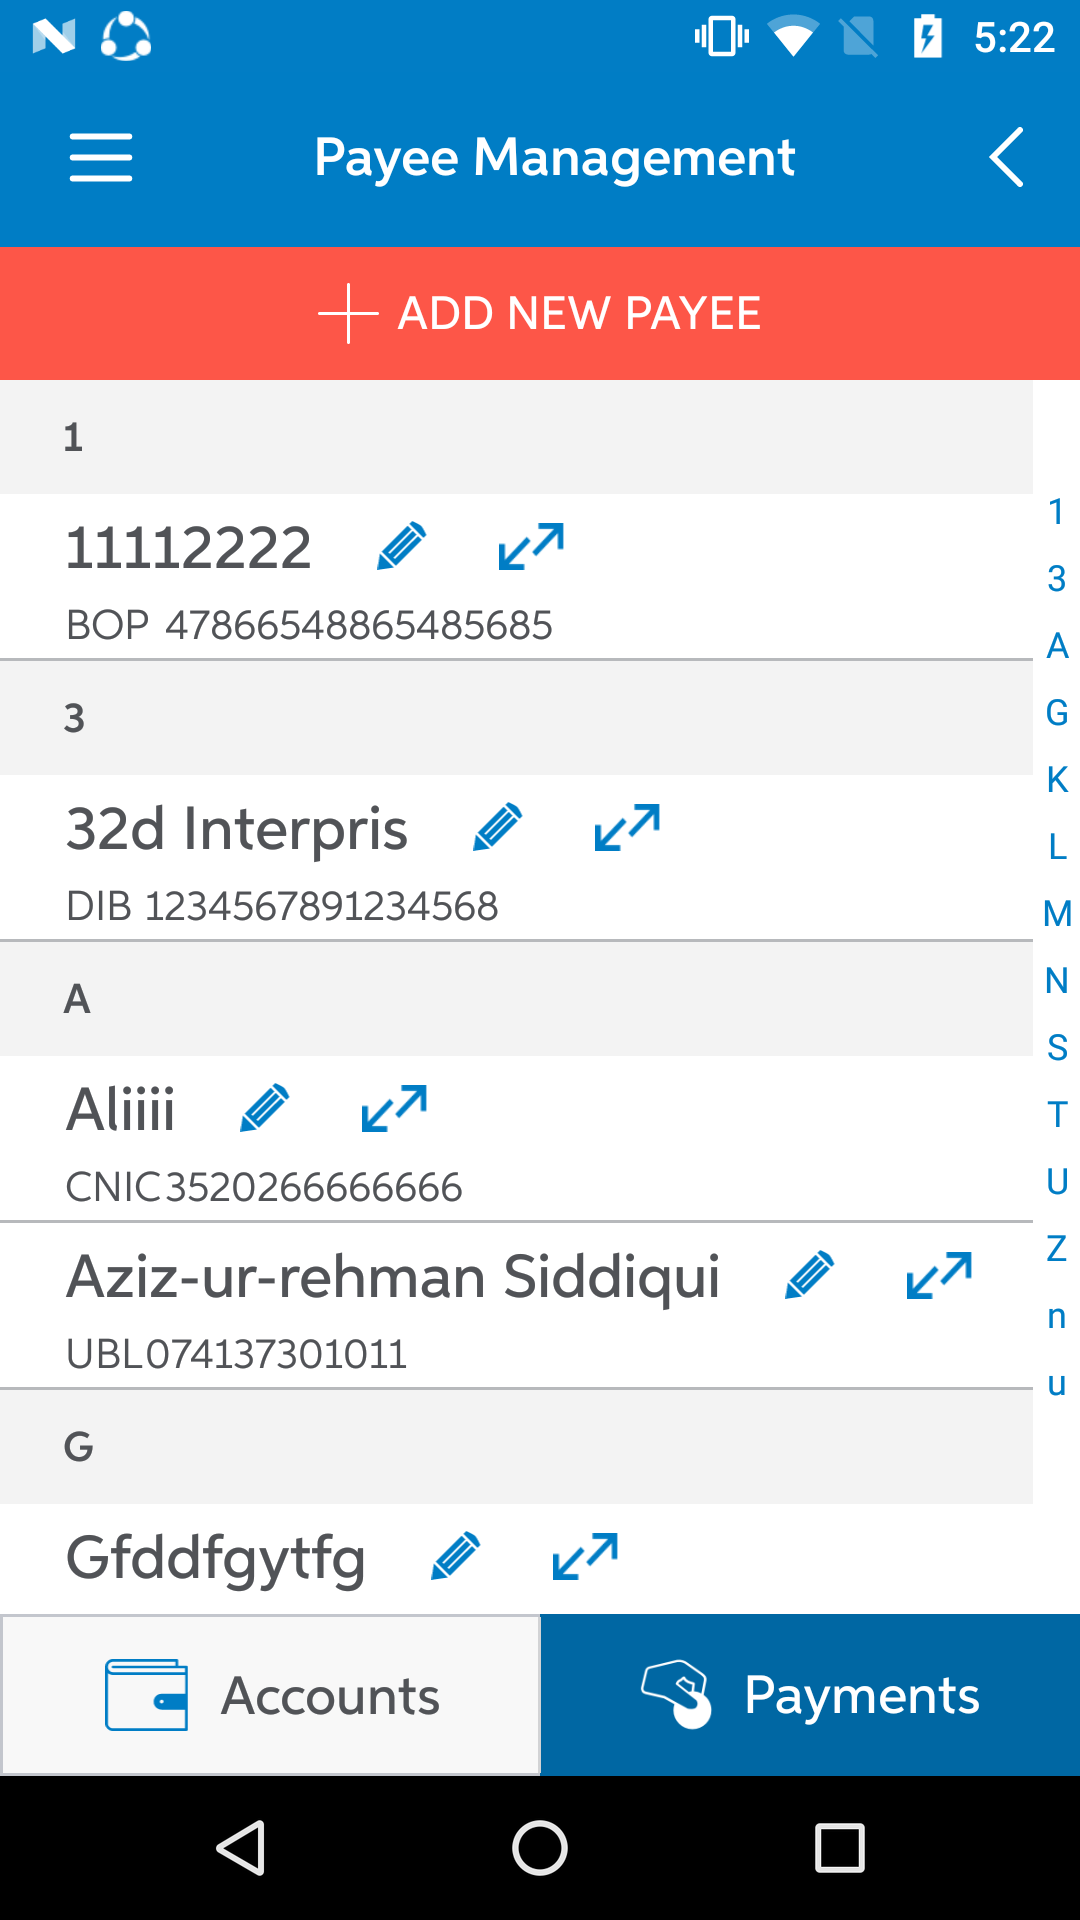 5:22
Payee Management
ADD NEW PAYEE
1
11112222
BOP 47866548865485685
3
32d Interpris
DIB 1234567891234568
A
Aliiii
CNIC3520266666666
Aziz-ur-rehman Siddiqui
UBL074137301011
G
Gfddfgytfg
1
3
A
G
K
L
M
N
S
T
U
Z
n
u
Accounts
Payments